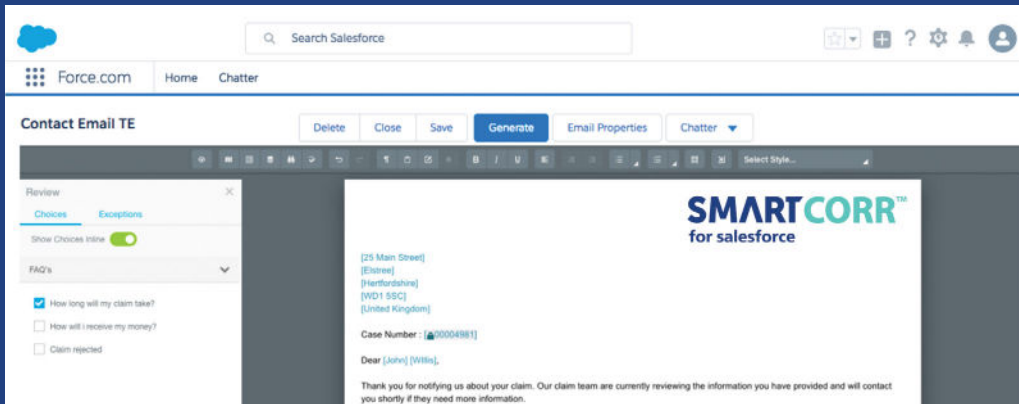 Search Salesforce
Force.com Home Chatter
Contact Email TE Delete Close Save Generate Email Properties Chatter
B I U Select Style...
Review
Choices Exceptions
Show Choices Inline
FAQ's
How long will my claim take?
How will i receive my money?
Claim rejected
SMARTCORR™
for salesforce
[25 Main Street]
[Elstree]
[Hertfordshire]
[WD1 5SC]
[United Kingdom]
Case Number : [00004981]
Dear [John] [Willis],
Thank you for notifying us about your claim. Our claim team are currently reviewing the information you have provided and will contact
you shortly if they need more information.